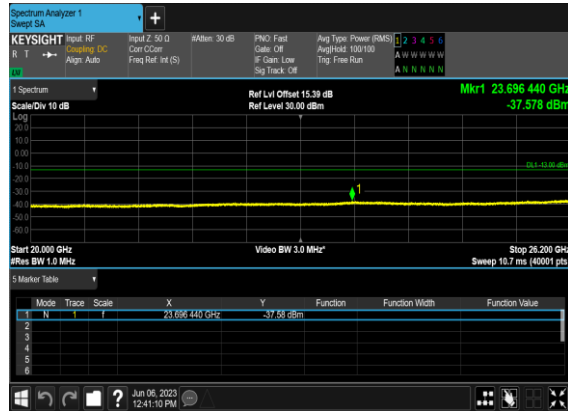 Spectrum Analyzer 1
Swept SA
+
KEYSIGHT
R T
Input: RF
Coupling: DC
Align: Auto
Input Z: 50 Ω
Corr CCorr
Freq Ref: Int (S)
#Atten: 30 dB
PNO: Fast
Gate: Off
IF Gain: Low
Sig Track: Off
Avg Type: Power (RMS)
Avg|Hold: 100/100
Trig: Free Run
1 2 3 4 5 6
A W W W W W
A N N N N N
1 Spectrum
Scale/Div 10 dB
Ref Lvl Offset 15.39 dB
Ref Level 30.00 dBm
Mkr1 23.696 440 GHz
-37.578 dBm
Log
20.0
10.0
0.00
-10.0
-20.0
-30.0
-40.0
-50.0
-60.0
DL1 -13.00 dBm
1
Start 20.000 GHz
#Res BW 1.0 MHz
Video BW 3.0 MHz*
Stop 26.200 GHz
Sweep 10.7 ms (40001 pts)
5 Marker Table
Mode Trace Scale X Y Function Function Width Function Value
1 N 1 f 23.696 440 GHz -37.58 dBm
2
3
4
5
6
?
Jun 06, 2023
12:41:10 PM